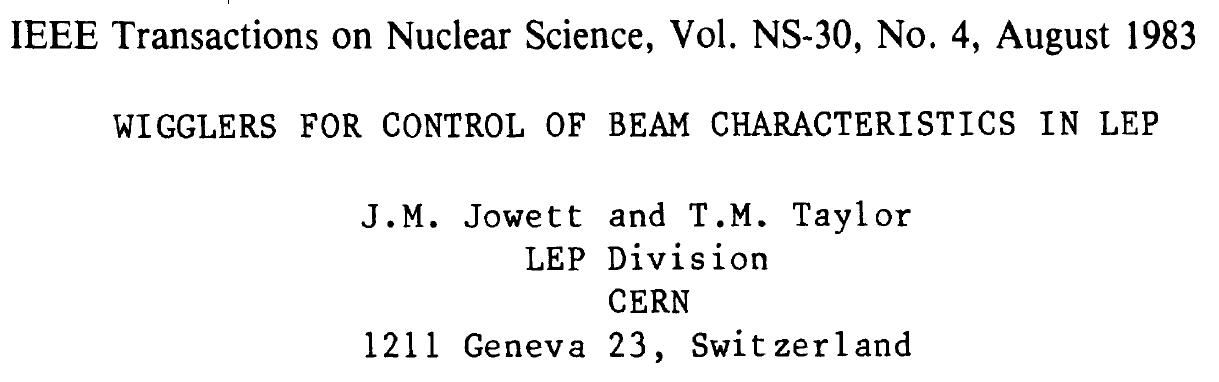 IEEE Transactions on Nuclear Science, Vol. NS-30, No. 4, August 1983
WIGGLERS FOR CONTROL OF BEAM CHARACTERISTICS IN LEP
J.M. Jowett and T.M. Taylor
LEP Division
CERN
1211 Geneva 23, Switzerland